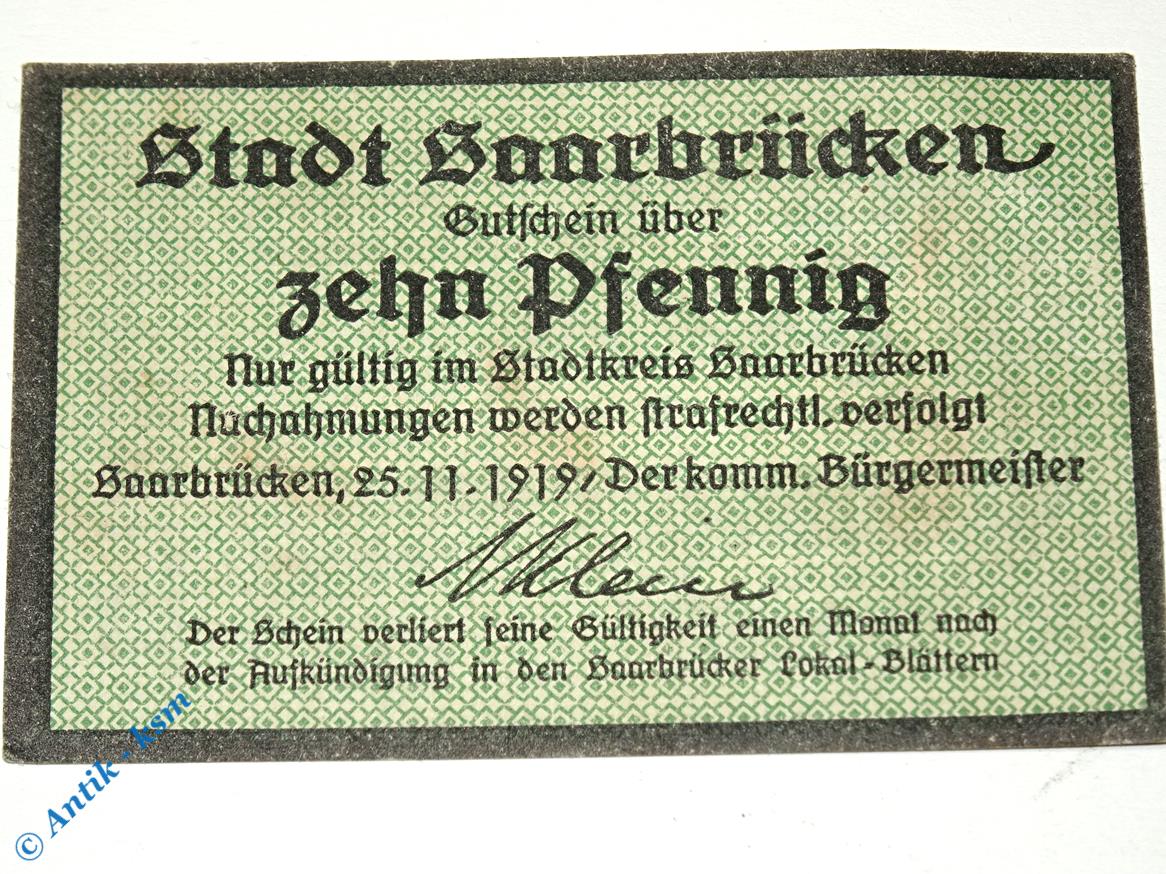 Stadt Saarbrücken
Gutschein über
zehn Pfennig
Nur gültig im Stadtkreis Saarbrücken
Nachahmungen werden strafrechtl. verfolgt
Saarbrücken, 25.11.1919, Der komm. Bürgermeister
Klein
Der Schein verliert seine Gültigkeit einen Monat nach
der Aufkündigung in den Saarbrücker Lokal-Blättern
© Antik - ksm